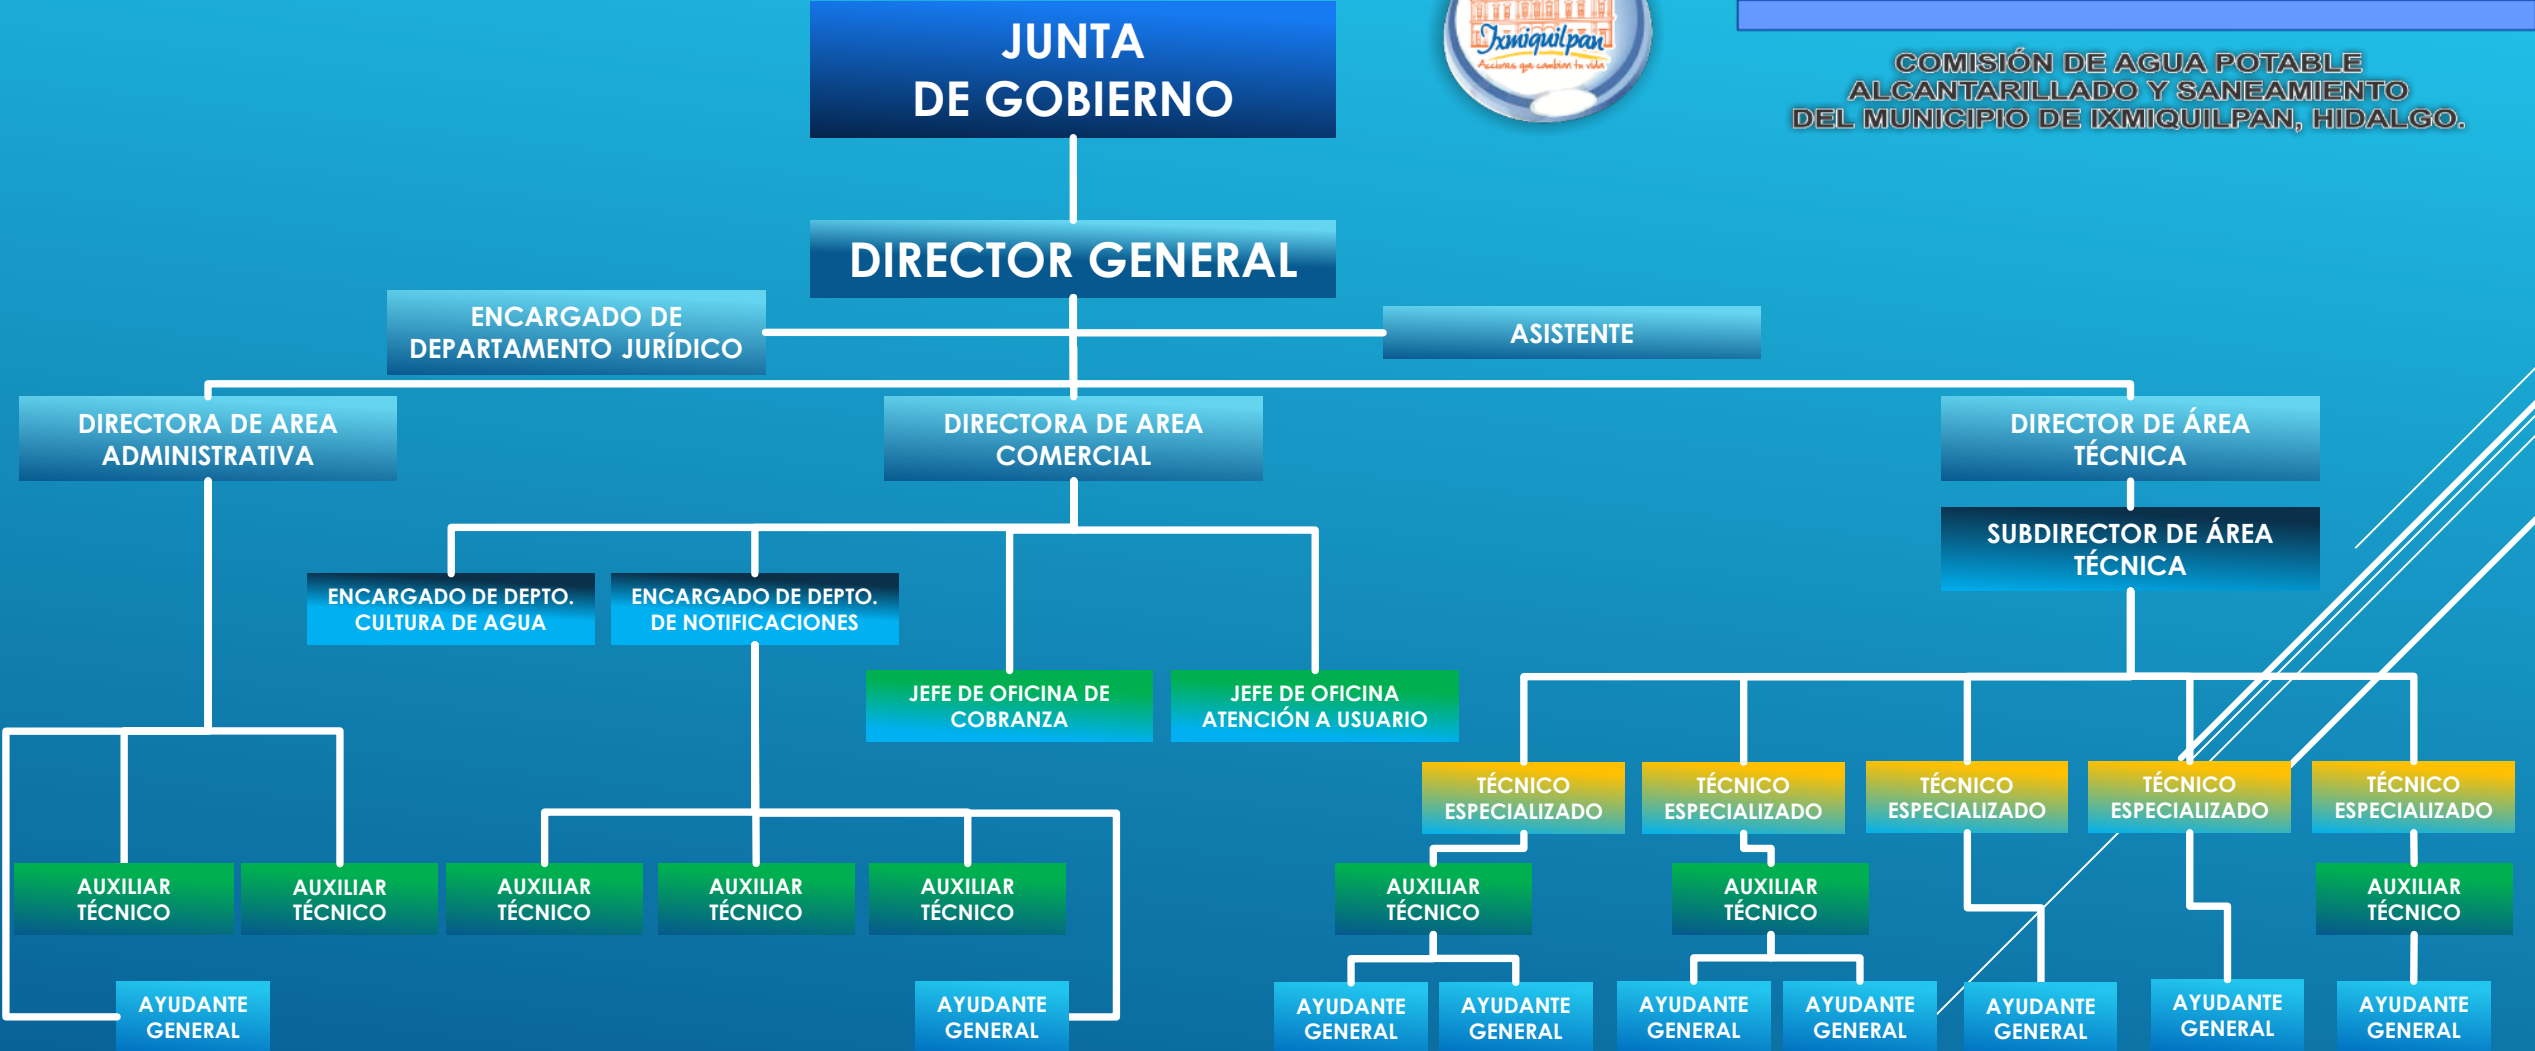 JUNTA
DE GOBIERNO
Ixmiquilpan
Acciones que cambian tu vida
COMISIÓN DE AGUA POTABLE
ALCANTARILLADO Y SANEAMIENTO
DEL MUNICIPIO DE IXMIQUILPAN, HIDALGO.
DIRECTOR GENERAL
ENCARGADO DE
DEPARTAMENTO JURÍDICO
ASISTENTE
DIRECTORA DE AREA
ADMINISTRATIVA
DIRECTORA DE AREA
COMERCIAL
DIRECTOR DE ÁREA
TÉCNICA
SUBDIRECTOR DE ÁREA
TÉCNICA
ENCARGADO DE DEPTO.
CULTURA DE AGUA
ENCARGADO DE DEPTO.
DE NOTIFICACIONES
JEFE DE OFICINA DE
COBRANZA
JEFE DE OFICINA
ATENCIÓN A USUARIO
TÉCNICO
ESPECIALIZADO
TÉCNICO
ESPECIALIZADO
TÉCNICO
ESPECIALIZADO
TÉCNICO
ESPECIALIZADO
TÉCNICO
ESPECIALIZADO
AUXILIAR
TÉCNICO
AUXILIAR
TÉCNICO
AUXILIAR
TÉCNICO
AUXILIAR
TÉCNICO
AUXILIAR
TÉCNICO
AUXILIAR
TÉCNICO
AUXILIAR
TÉCNICO
AUXILIAR
TÉCNICO
AYUDANTE
GENERAL
AYUDANTE
GENERAL
AYUDANTE
GENERAL
AYUDANTE
GENERAL
AYUDANTE
GENERAL
AYUDANTE
GENERAL
AYUDANTE
GENERAL
AYUDANTE
GENERAL
AYUDANTE
GENERAL